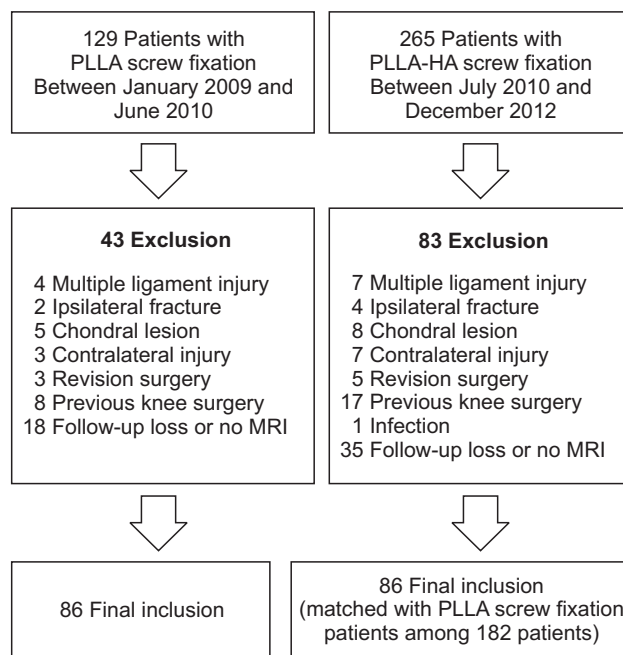 129 Patients with
PLLA screw fixation
Between January 2009 and
June 2010
265 Patients with
PLLA-HA screw fixation
Between July 2010 and
December 2012
43 Exclusion
4 Multiple ligament injury
2 Ipsilateral fracture
5 Chondral lesion
3 Contralateral injury
3 Revision surgery
8 Previous knee surgery
18 Follow-up loss or no MRI
83 Exclusion
7 Multiple ligament injury
4 Ipsilateral fracture
8 Chondral lesion
7 Contralateral injury
5 Revision surgery
17 Previous knee surgery
1 Infection
35 Follow-up loss or no MRI
86 Final inclusion
86 Final inclusion
(matched with PLLA screw fixation
patients among 182 patients)